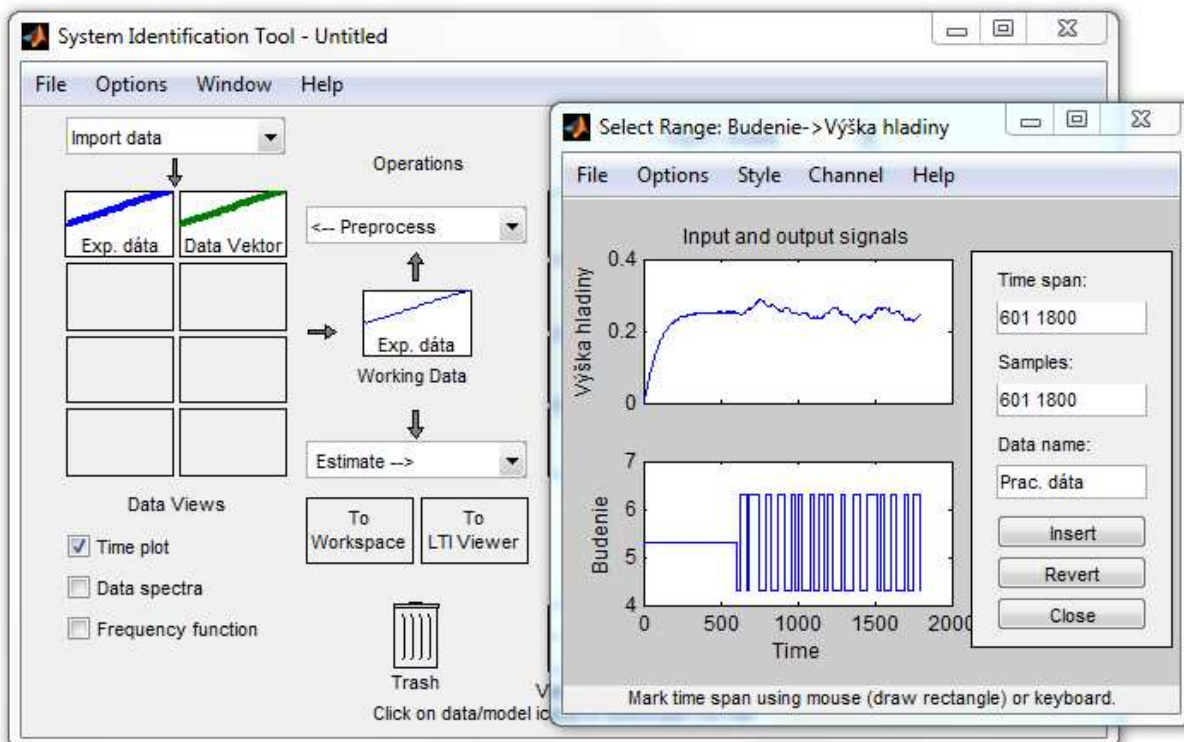 System Identification Tool - Untitled
File Options Window Help
Import data
Operations
Exp. dáta
Data Vektor
<-- Preprocess
Exp. dáta
Working Data
Estimate -->
Data Views
To Workspace
To LTI Viewer
Time plot
Data spectra
Frequency function
Trash
Click on data/model
Select Range: Budenie->Výška hladiny
File Options Style Channel Help
Input and output signals
Výška hladiny
0.4
0.2
0
Budenie
7
6
5
4
0 500 1000 1500 2000
Time
Time span:
601 1800
Samples:
601 1800
Data name:
Prac. dáta
Insert
Revert
Close
Mark time span using mouse (draw rectangle) or keyboard.